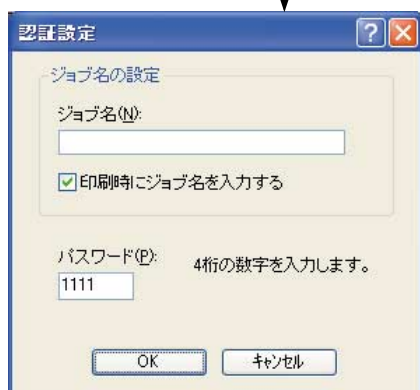 認証設定
ジョブ名の設定
ジョブ名(N):
印刷時にジョブ名を入力する
パスワード(P):
4桁の数字を入力します。
1111
OK
キャンセル